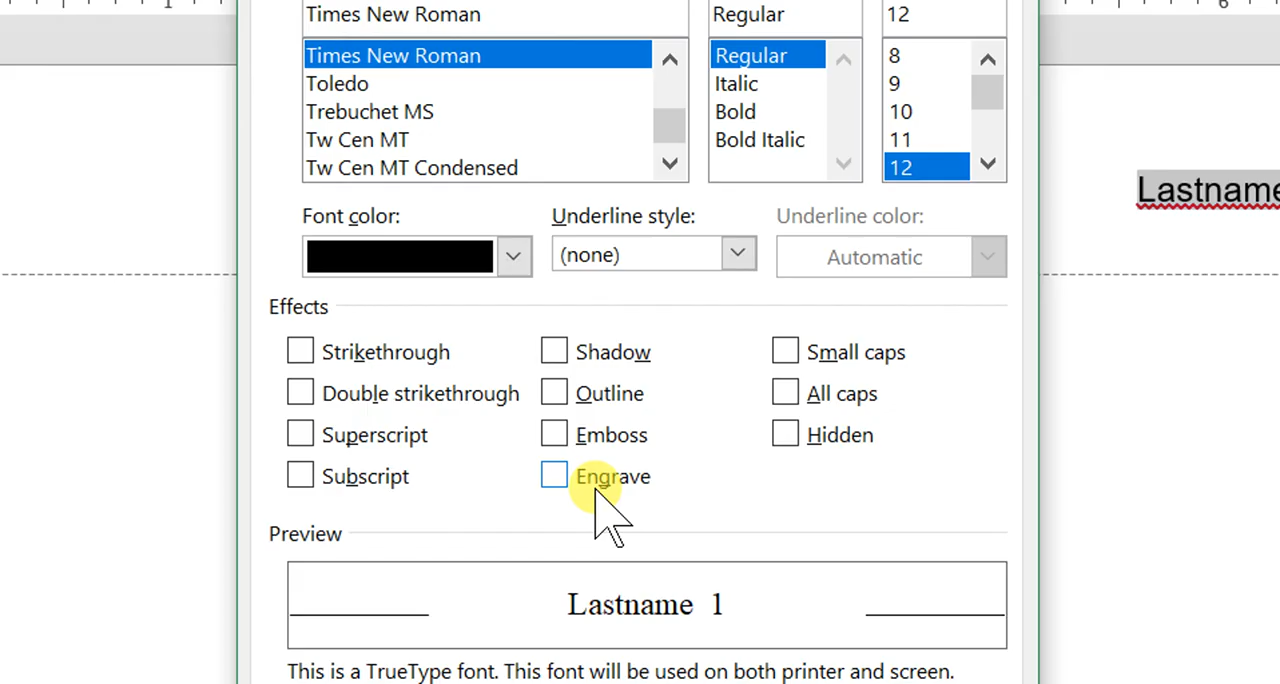 1 6
Times New Roman Regular 12
Times New Roman Regular 8
Toledo Italic 9
Trebuchet MS Bold 10
Tw Cen MT Bold Italic 11
Tw Cen MT Condensed 12
Lastname
Font color: Underline style: Underline color:
(none) Automatic
Effects
Strikethrough Shadow Small caps
Double strikethrough Outline All caps
Superscript Emboss Hidden
Subscript Engrave
Preview
Lastname 1
This is a TrueType font. This font will be used on both printer and screen.